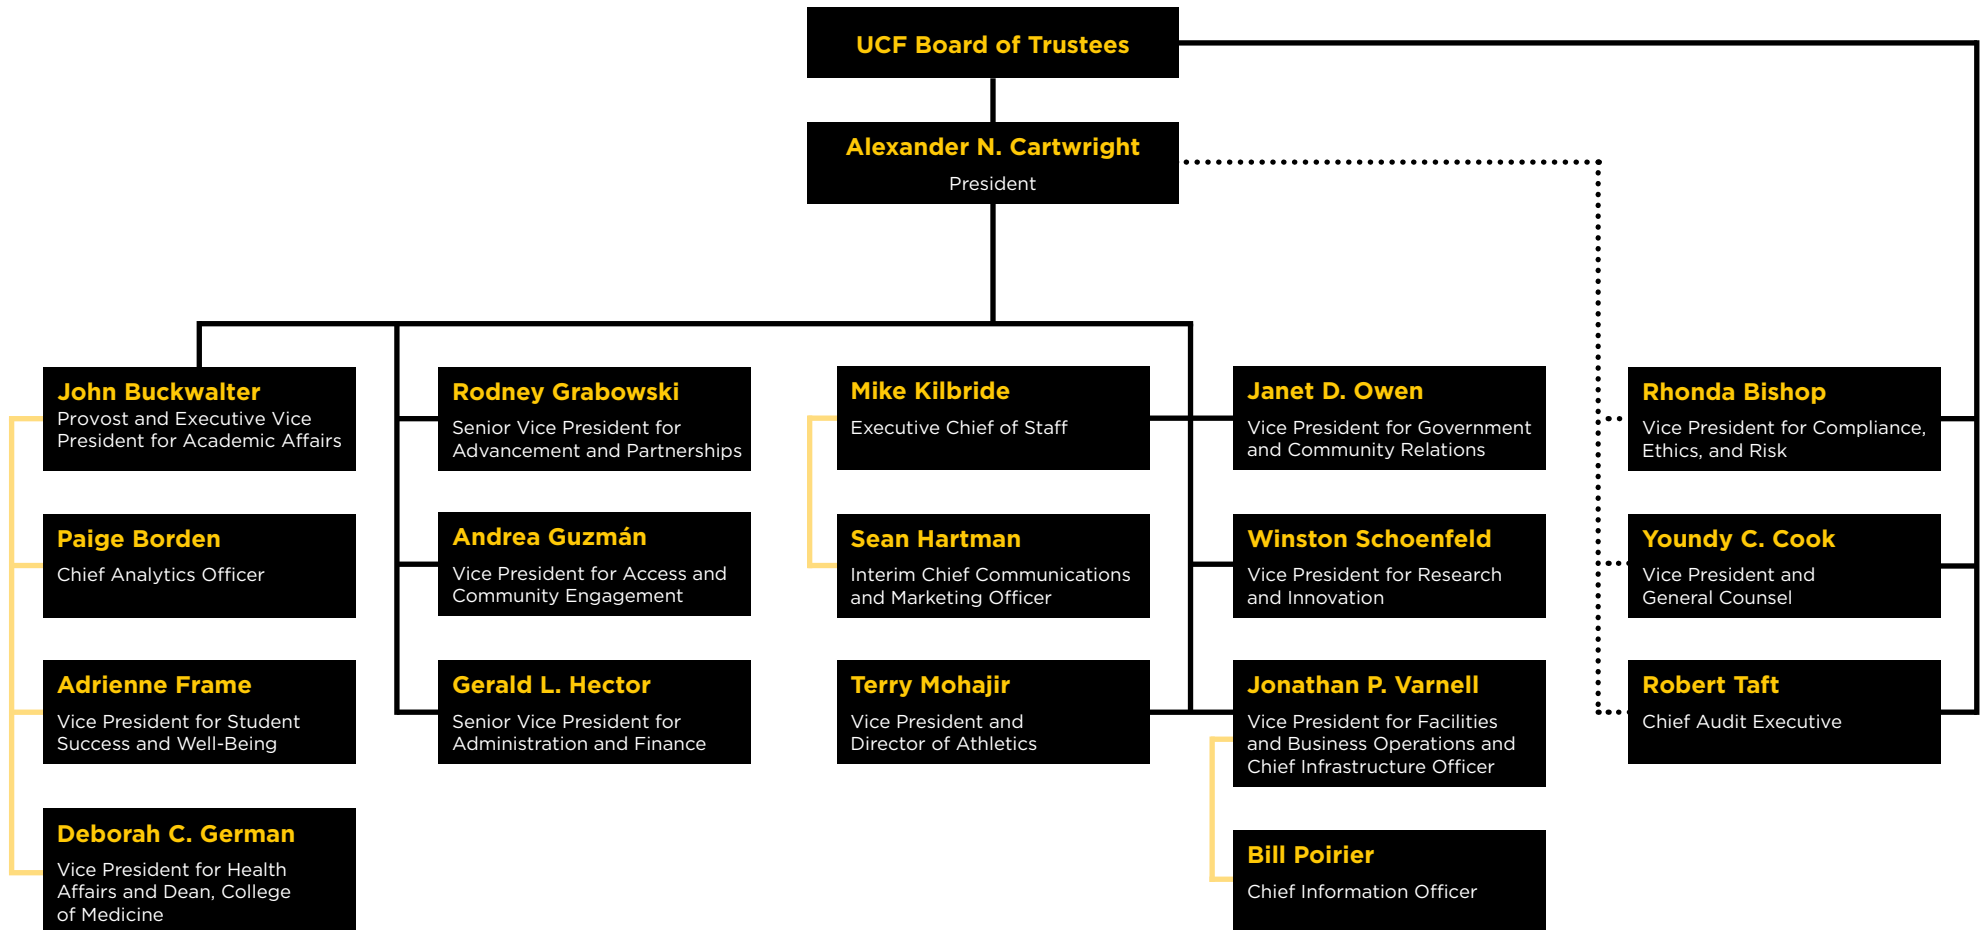 UCF Board of Trustees
Alexander N. Cartwright
President
John Buckwalter
Provost and Executive Vice
President for Academic Affairs
Paige Borden
Chief Analytics Officer
Adrienne Frame
Vice President for Student
Success and Well-Being
Deborah C. German
Vice President for Health
Affairs and Dean, College
of Medicine
Rodney Grabowski
Senior Vice President for
Advancement and Partnerships
Andrea Guzmán
Vice President for Access and
Community Engagement
Gerald L. Hector
Senior Vice President for
Administration and Finance
Mike Kilbride
Executive Chief of Staff
Sean Hartman
Interim Chief Communications
and Marketing Officer
Terry Mohajir
Vice President and
Director of Athletics
Janet D. Owen
Vice President for Government
and Community Relations
Winston Schoenfeld
Vice President for Research
and Innovation
Jonathan P. Varnell
Vice President for Facilities
and Business Operations and
Chief Infrastructure Officer
Bill Poirier
Chief Information Officer
Rhonda Bishop
Vice President for Compliance,
Ethics, and Risk
Youndy C. Cook
Vice President and
General Counsel
Robert Taft
Chief Audit Executive